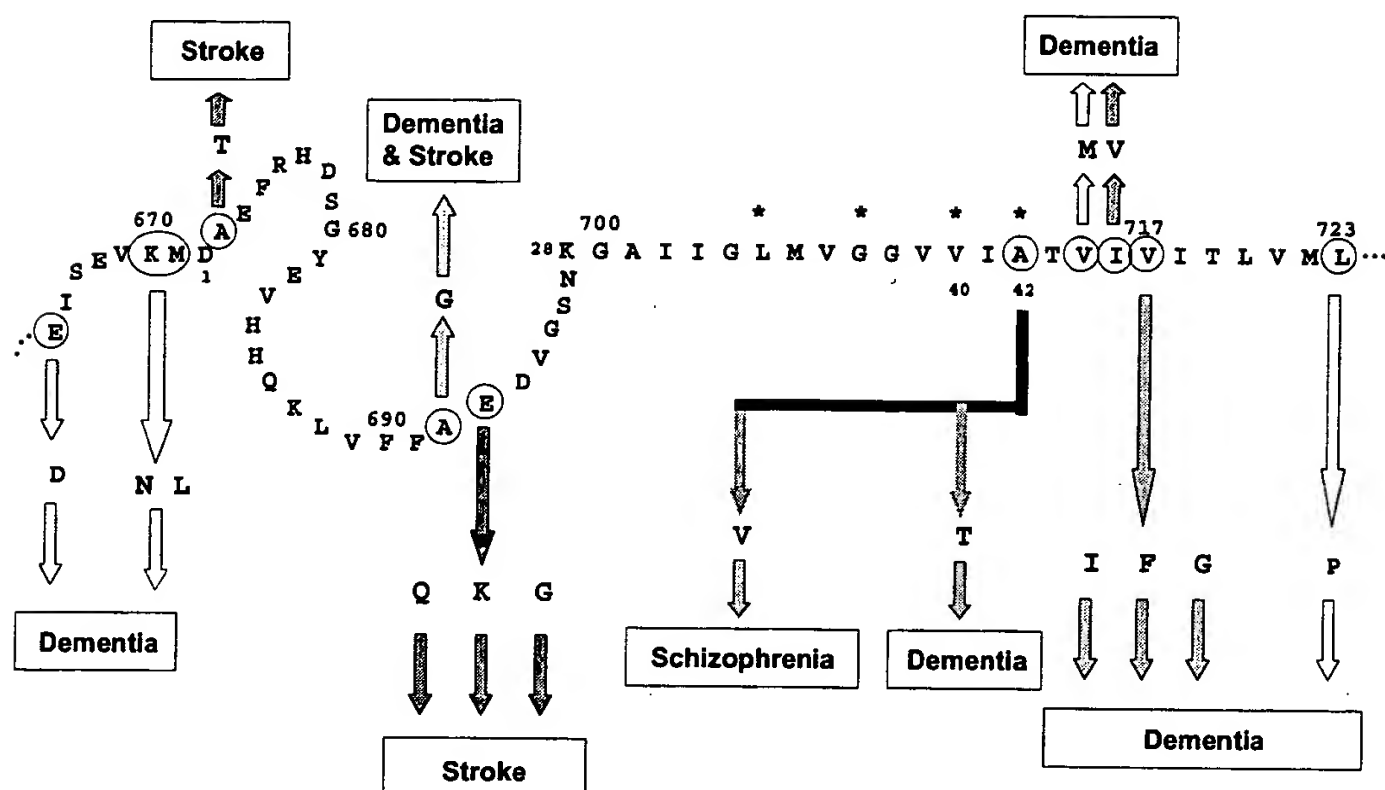 Stroke
Dementia
T
Dementia
& Stroke
M V
670
717
723
... E I S E V K M D A E F R H D S G Y E V H H Q K L V F F A E D V G S N K G A I I G L M V G G V V I A T V I V I T L V M L ...
1
680
690
28
700
* * * *
40
42
G
D
N L
Q K G
V
T
I F G
P
Dementia
Schizophrenia
Dementia
Dementia
Stroke